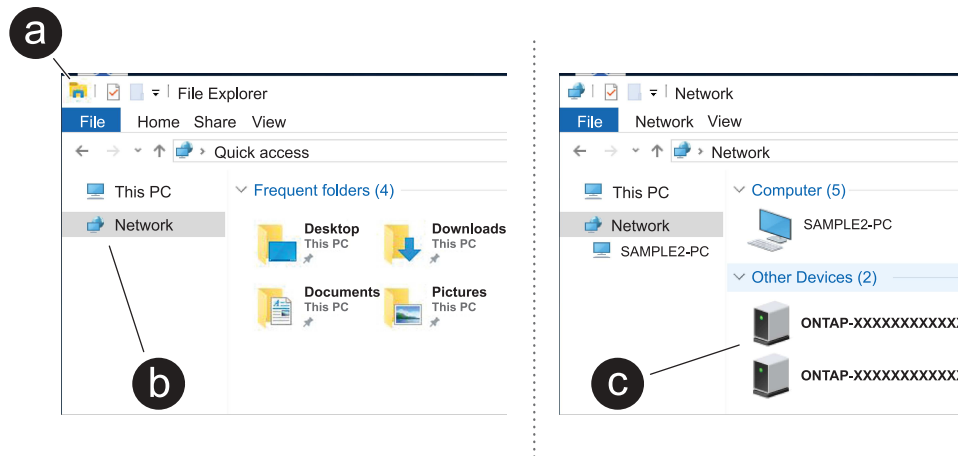 a
File Explorer
File Home Share View
Quick access
This PC
Network
Frequent folders (4)
Desktop
This PC
Downloads
This PC
Documents
This PC
Pictures
This PC
b
Network
File Network View
Network
This PC
Network
SAMPLE2-PC
Computer (5)
SAMPLE2-PC
Other Devices (2)
ONTAP-XXXXXXXXXXX
ONTAP-XXXXXXXXXXX
c